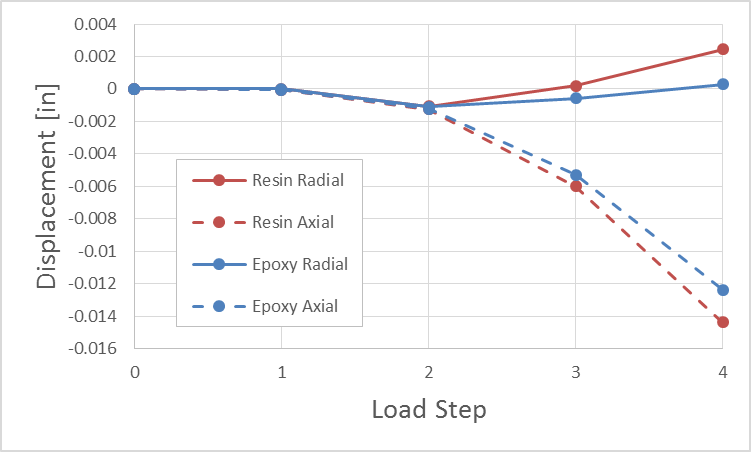 0.004
0.002
0
-0.002
-0.004
-0.006
-0.008
-0.01
-0.012
-0.014
-0.016
Displacement [in]
Resin Radial
Resin Axial
Epoxy Radial
Epoxy Axial
0 1 2 3 4
Load Step